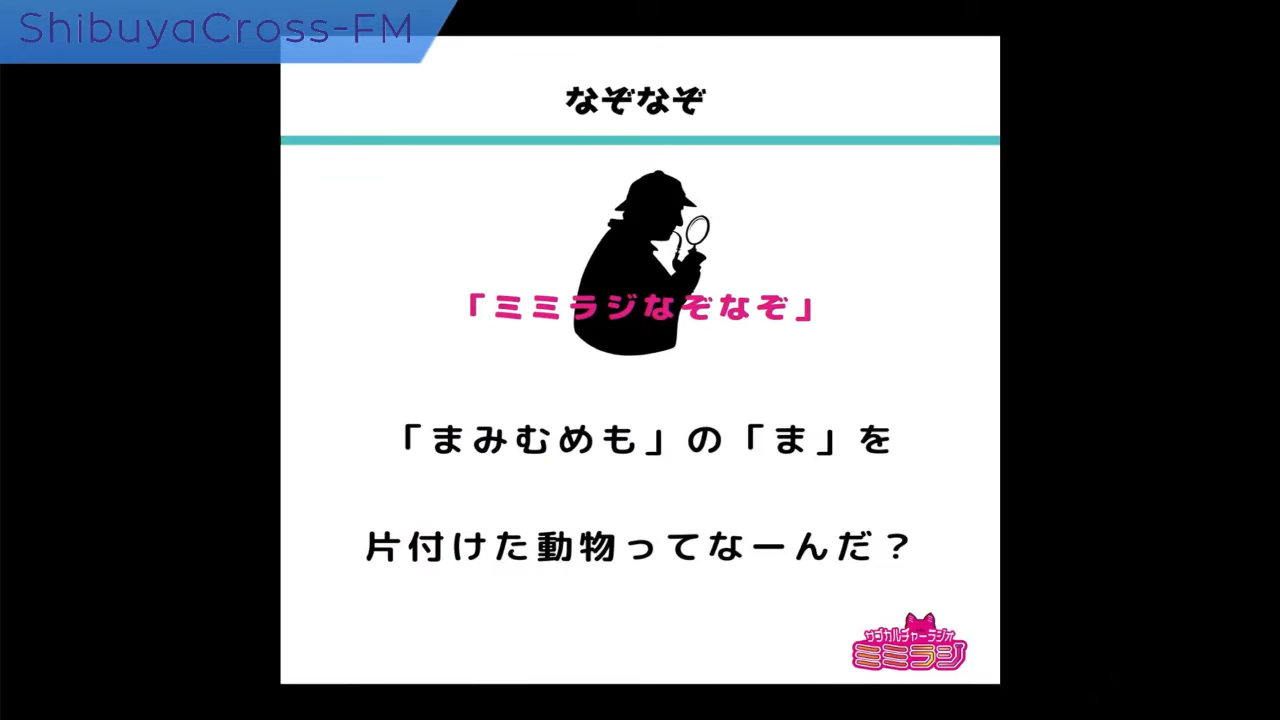 ShibuyaCross-FM
なぞなぞ
「ミミラジなぞなぞ」
「まみむめも」の「ま」を
片付けた動物ってなーんだ？
サブカルチャーラジオ
ミミラジ